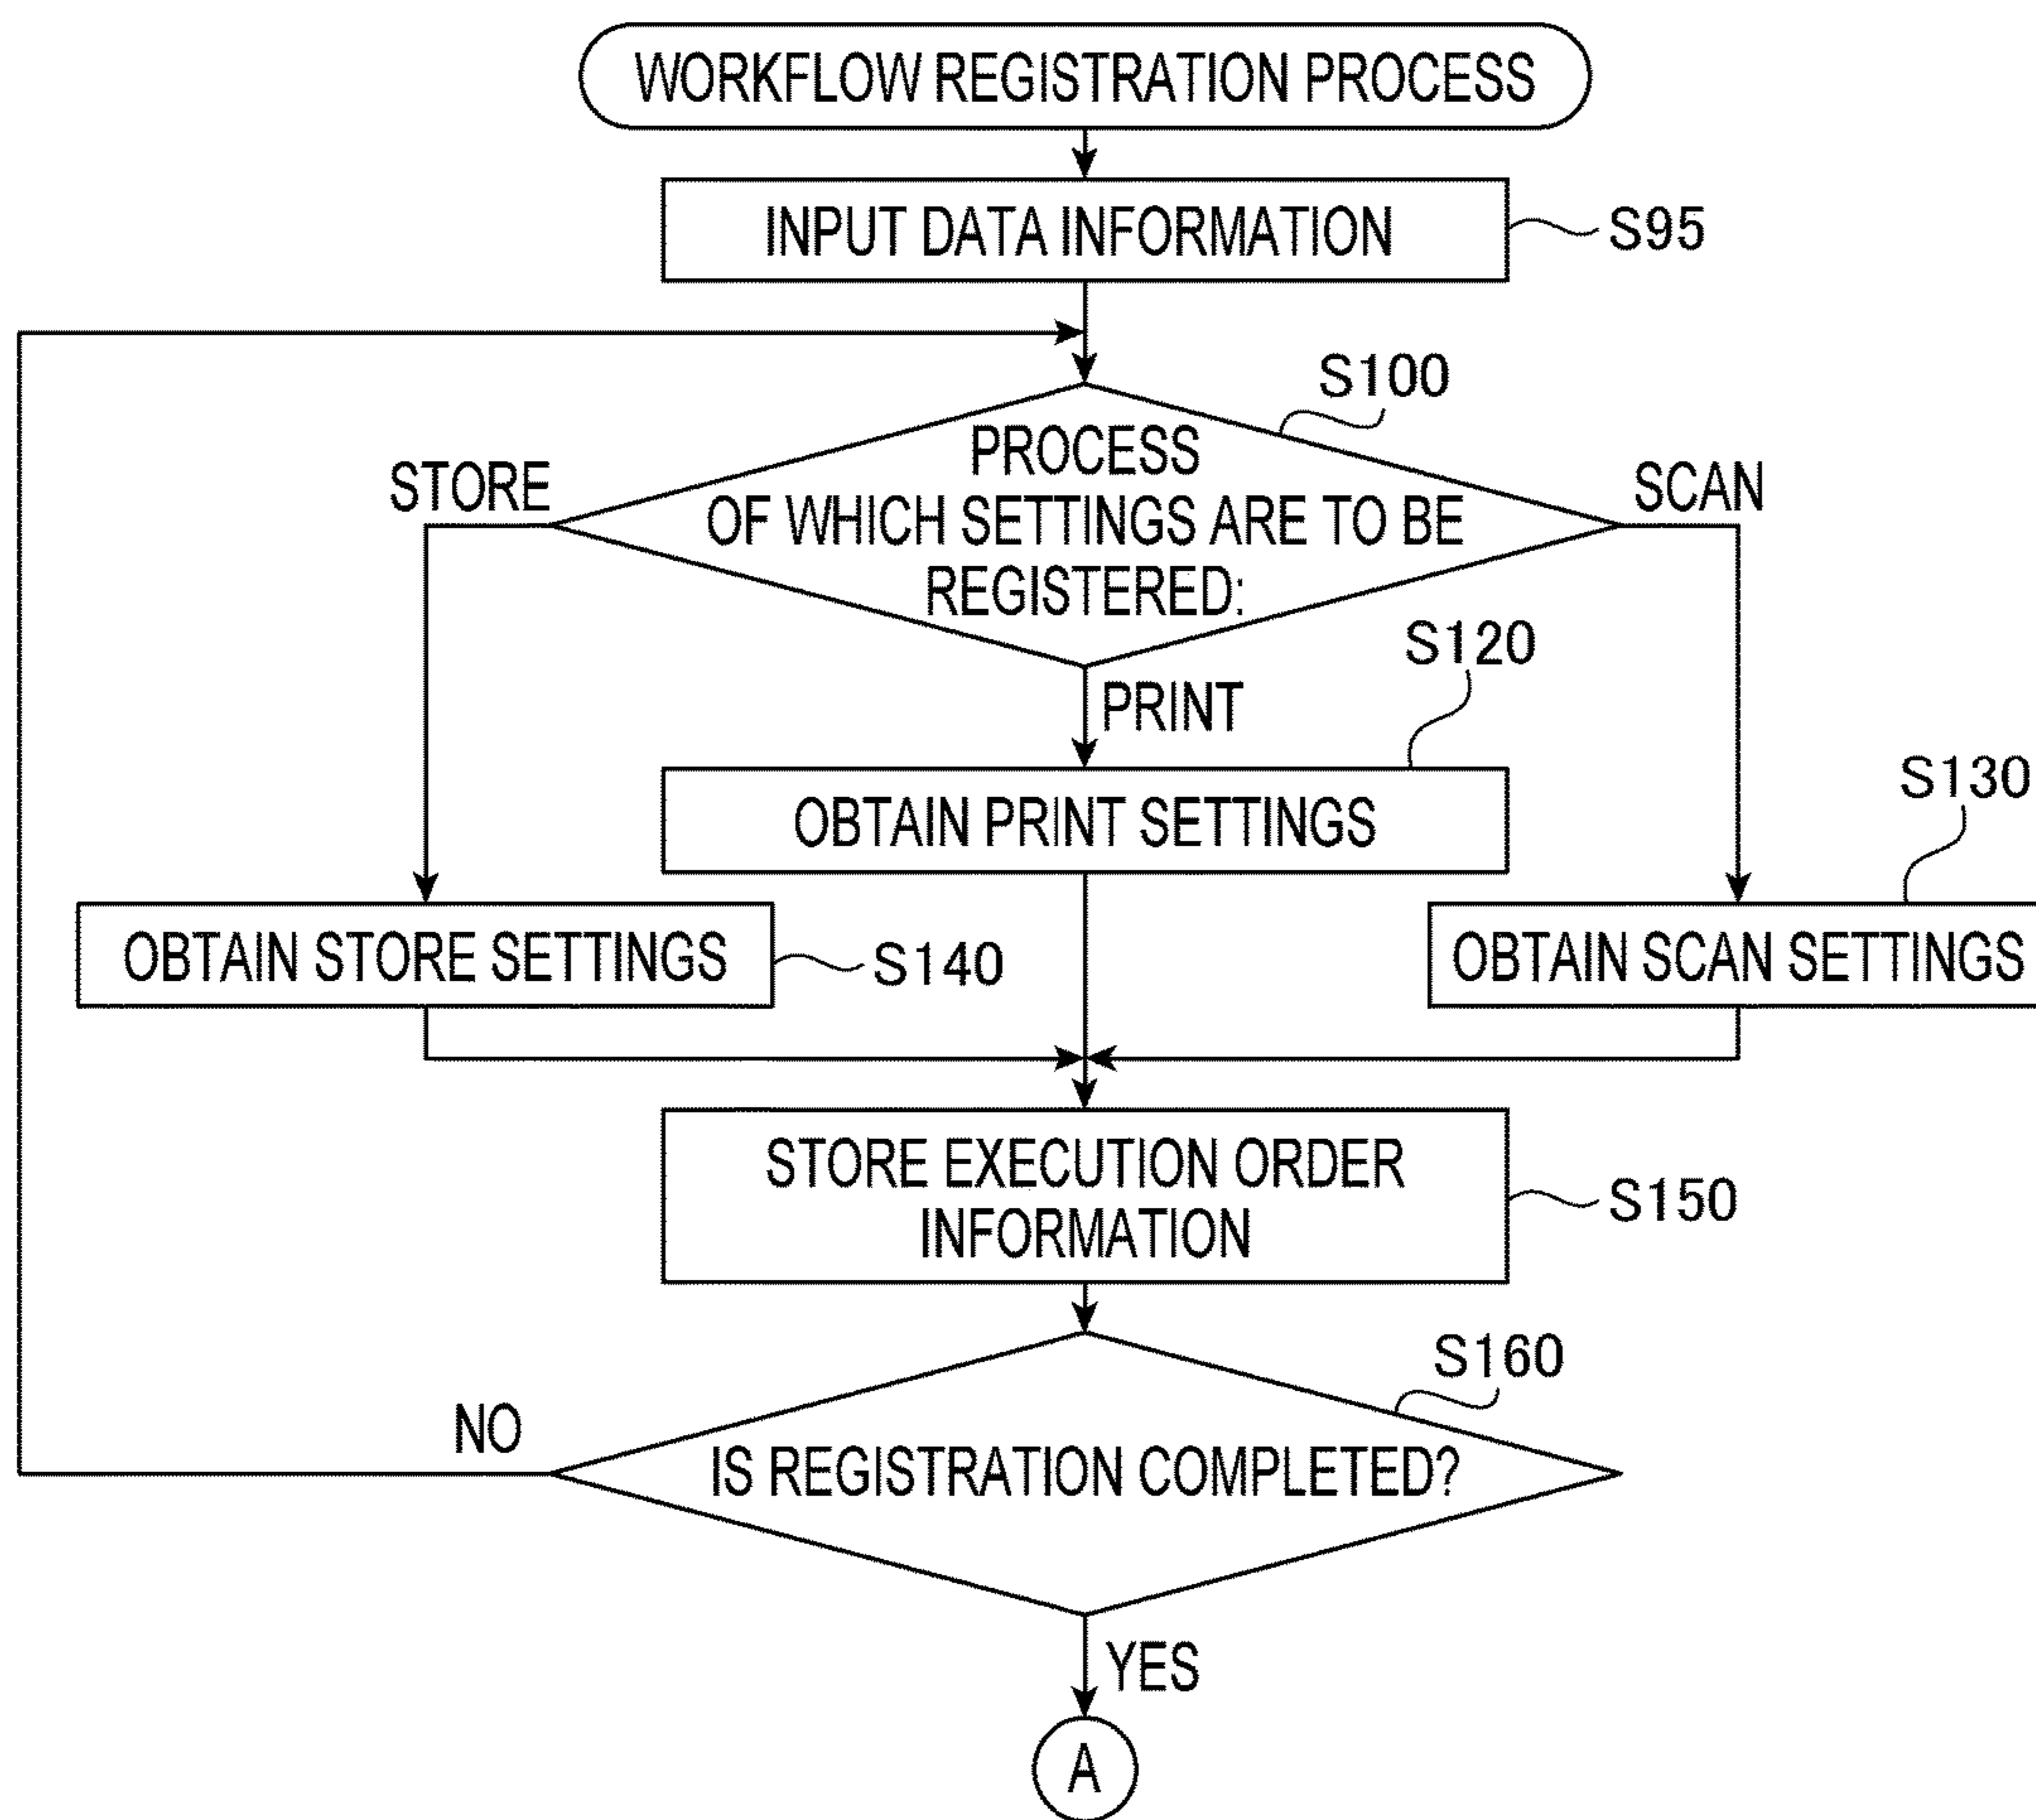 WORKFLOW REGISTRATION PROCESS
INPUT DATA INFORMATION
S95
S100
PROCESS
OF WHICH SETTINGS ARE TO BE
REGISTERED:
STORE
SCAN
PRINT
S120
OBTAIN PRINT SETTINGS
S130
OBTAIN STORE SETTINGS
S140
OBTAIN SCAN SETTINGS
STORE EXECUTION ORDER
INFORMATION
S150
S160
IS REGISTRATION COMPLETED?
NO
YES
A